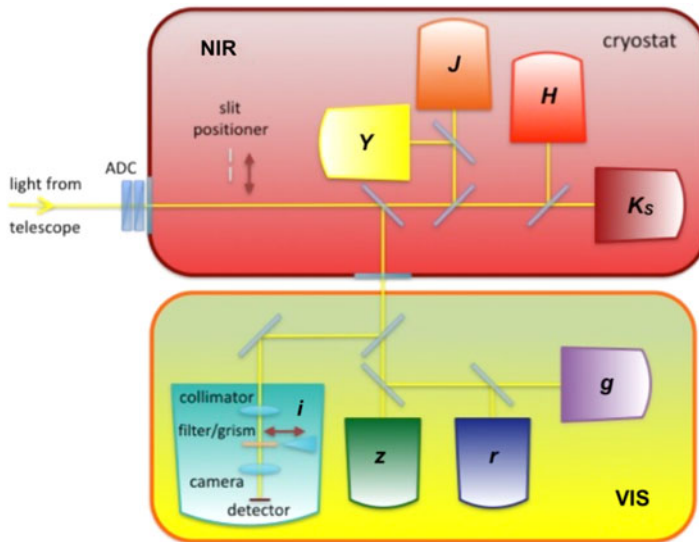 NIR
cryostat
J
H
slit
positioner
Y
ADC
light from
telescope
Ks
collimator
i
filter/grism
camera
detector
z
r
g
VIS